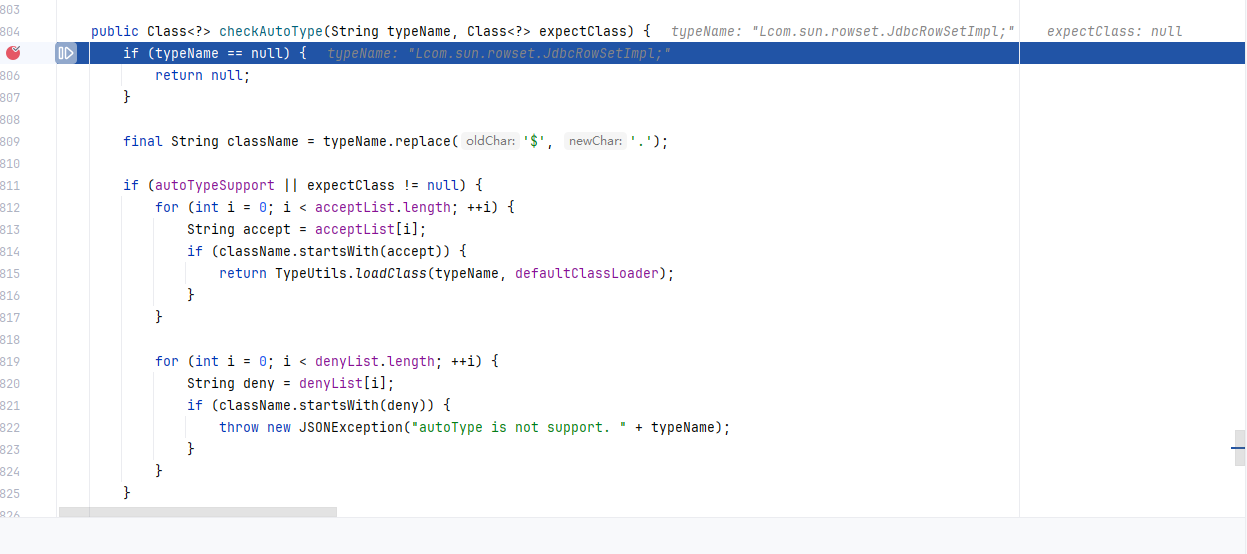 803
804 public Class<?> checkAutoType(String typeName, Class<?> expectClass) { typeName: "Lcom.sun.rowset.JdbcRowSetImpl;" expectClass: null
if (typeName == null) { typeName: "Lcom.sun.rowset.JdbcRowSetImpl;"
806 return null;
807 }
808
809 final String className = typeName.replace( oldChar: '$', newChar: '.');
810
811 if (autoTypeSupport || expectClass != null) {
812 for (int i = 0; i < acceptList.length; ++i) {
813 String accept = acceptList[i];
814 if (className.startsWith(accept)) {
815 return TypeUtils.loadClass(typeName, defaultClassLoader);
816 }
817 }
818
819 for (int i = 0; i < denyList.length; ++i) {
820 String deny = denyList[i];
821 if (className.startsWith(deny)) {
822 throw new JSONException("autoType is not support. " + typeName);
823 }
824 }
825 }
826